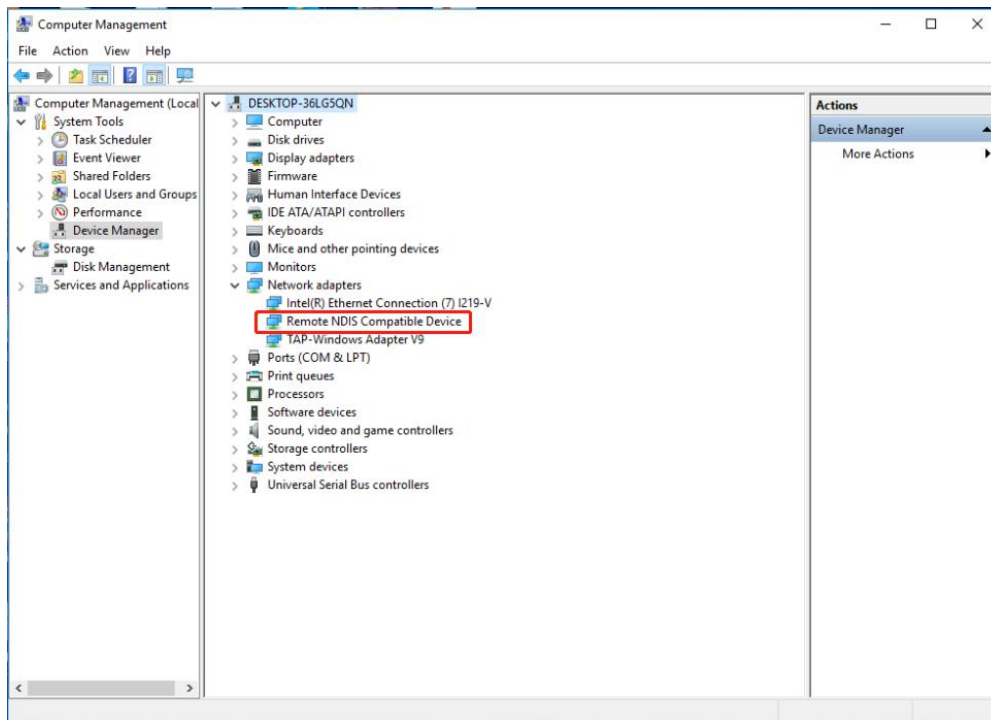 Computer Management
File Action View Help
Computer Management (Local
System Tools
Task Scheduler
Event Viewer
Shared Folders
Local Users and Groups
Performance
Device Manager
Storage
Disk Management
Services and Applications
DESKTOP-36LG5QN
Computer
Disk drives
Display adapters
Firmware
Human Interface Devices
IDE ATA/ATAPI controllers
Keyboards
Mice and other pointing devices
Monitors
Network adapters
Intel(R) Ethernet Connection (7) I219-V
Remote NDIS Compatible Device
TAP-Windows Adapter V9
Ports (COM & LPT)
Print queues
Processors
Software devices
Sound, video and game controllers
Storage controllers
System devices
Universal Serial Bus controllers
Actions
Device Manager
More Actions